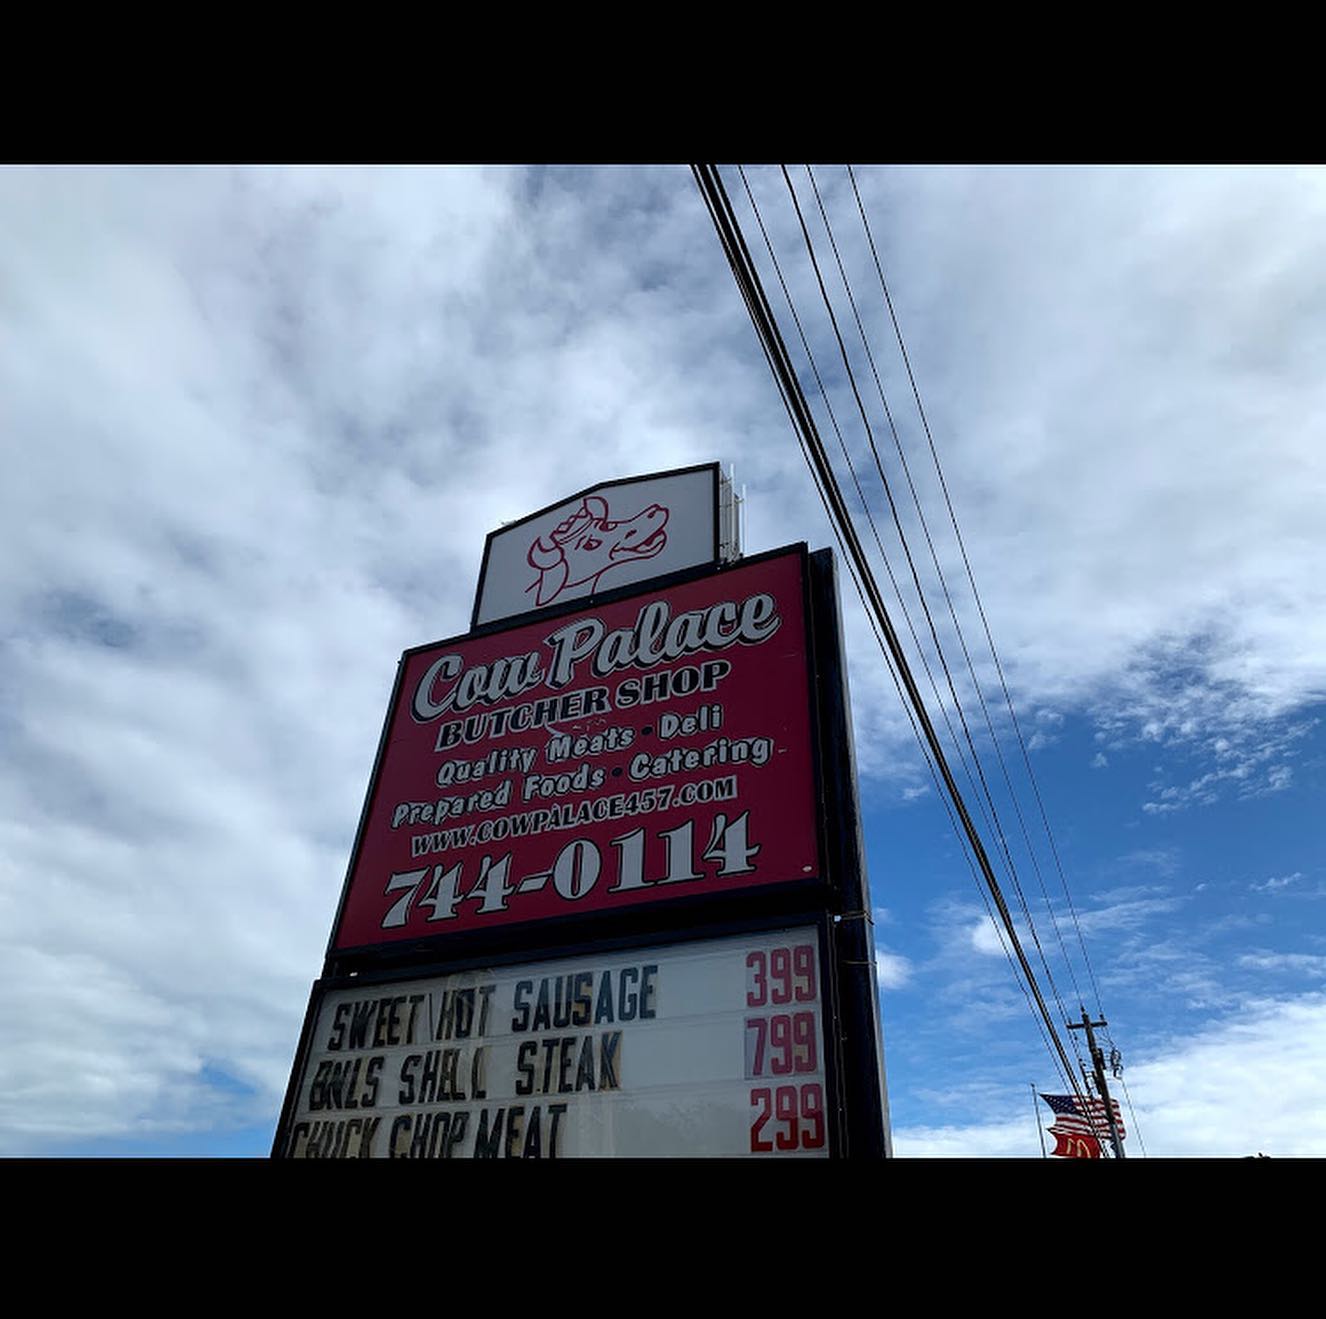 Cow Palace
BUTCHER SHOP
Quality Meats • Deli
Prepared Foods • Catering
WWW.COWPALACE457.COM
744-0114
SWEET\HOT SAUSAGE 399
BNLS SHELL STEAK 799
CHUCK CHOP MEAT 299